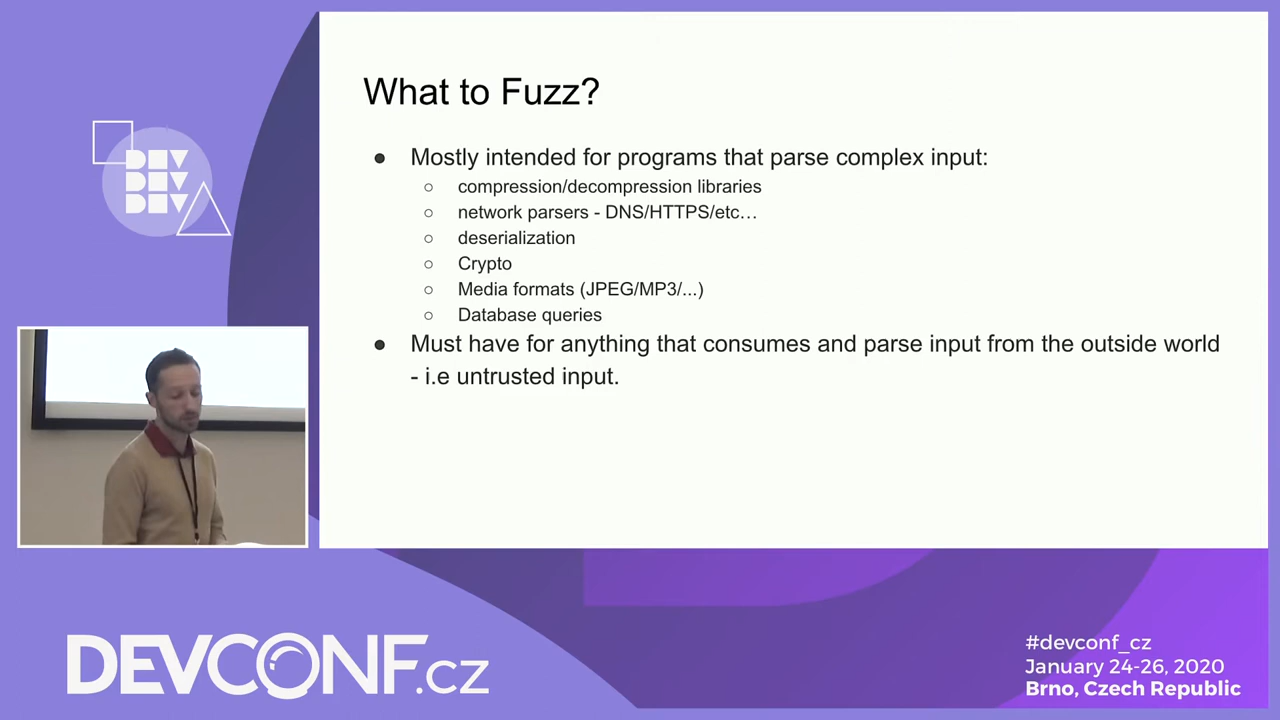 What to Fuzz?
● Mostly intended for programs that parse complex input:
○ compression/decompression libraries
○ network parsers - DNS/HTTPS/etc…
○ deserialization
○ Crypto
○ Media formats (JPEG/MP3/...)
○ Database queries
● Must have for anything that consumes and parse input from the outside world
- i.e untrusted input.
DEV
DEV
DEV
DEVCONF.cz
#devconf_cz
January 24-26, 2020
Brno, Czech Republic